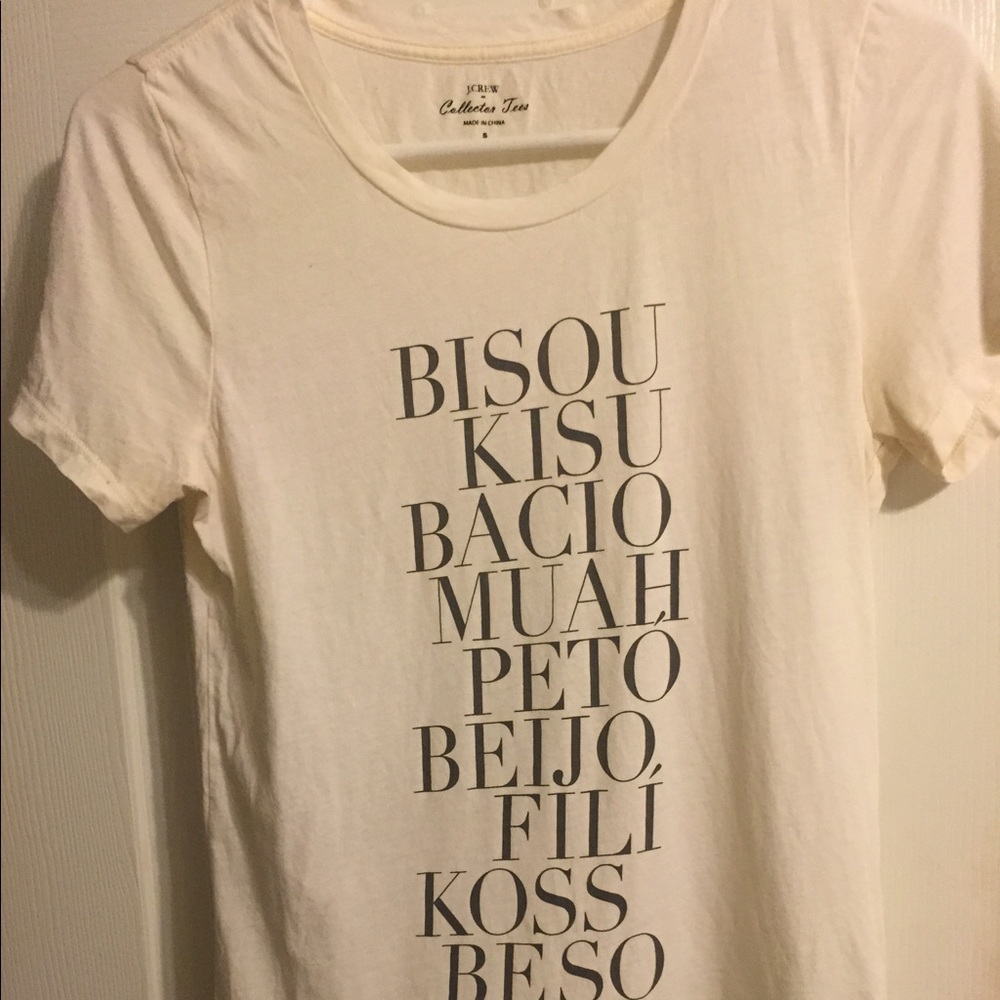 J.CREW
Collector Tees
MADE IN CHINA
S
BISOU
KISU
BACIO
MUAH
PETÓ
BEIJO
FILÍ
KOSS
BESO